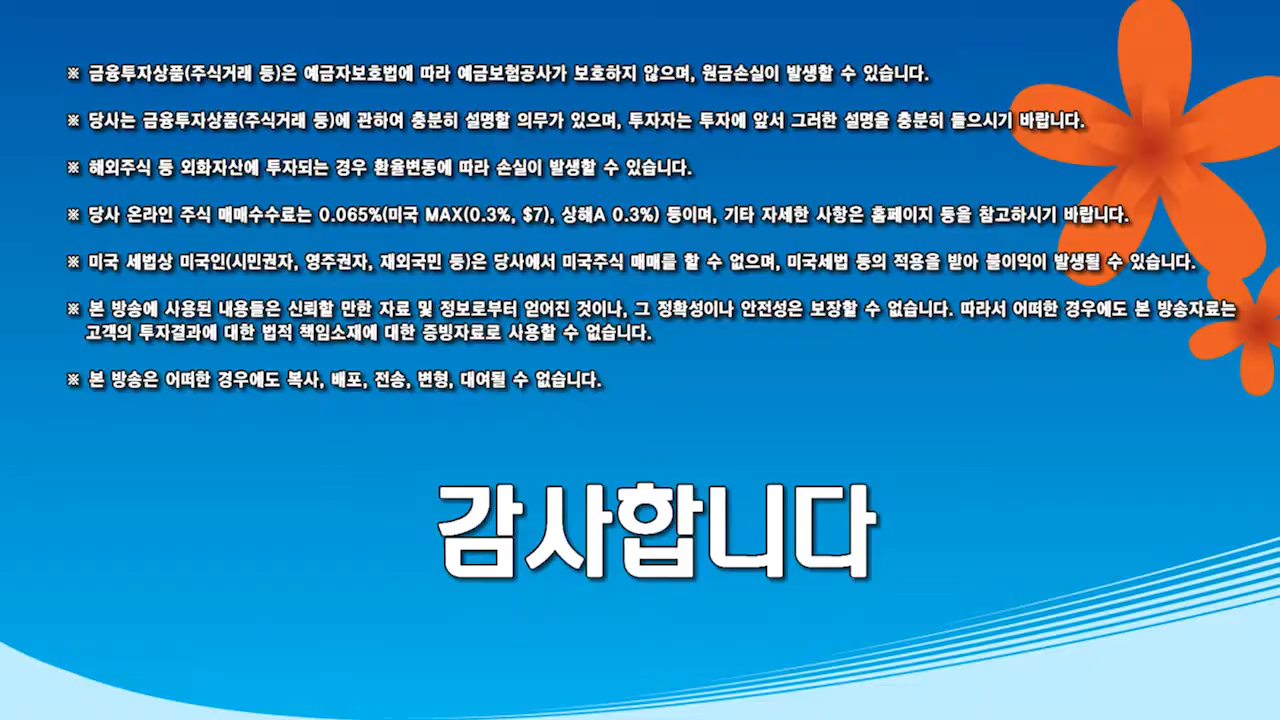 ※ 금융투자상품(주식거래 등)은 예금자보호법에 따라 예금보험공사가 보호하지 않으며, 원금손실이 발생할 수 있습니다.
※ 당사는 금융투자상품(주식거래 등)에 관하여 충분히 설명할 의무가 있으며, 투자자는 투자에 앞서 그러한 설명을 충분히 들으시기 바랍니다.
※ 해외주식 등 외화자산에 투자되는 경우 환율변동에 따라 손실이 발생할 수 있습니다.
※ 당사 온라인 주식 매매수수료는 0.065%(미국 MAX(0.3%, $7), 상해A 0.3%) 등이며, 기타 자세한 사항은 홈페이지 등을 참고하시기 바랍니다.
※ 미국 세법상 미국인(시민권자, 영주권자, 재외국민 등)은 당사에서 미국주식 매매를 할 수 없으며, 미국세법 등의 적용을 받아 불이익이 발생될 수 있습니다.
※ 본 방송에 사용된 내용들은 신뢰할 만한 자료 및 정보로부터 얻어진 것이나, 그 정확성이나 안전성은 보장할 수 없습니다. 따라서 어떠한 경우에도 본 방송자료는
고객의 투자결과에 대한 법적 책임소재에 대한 증빙자료로 사용할 수 없습니다.
※ 본 방송은 어떠한 경우에도 복사, 배포, 전송, 변형, 대여될 수 없습니다.
감사합니다